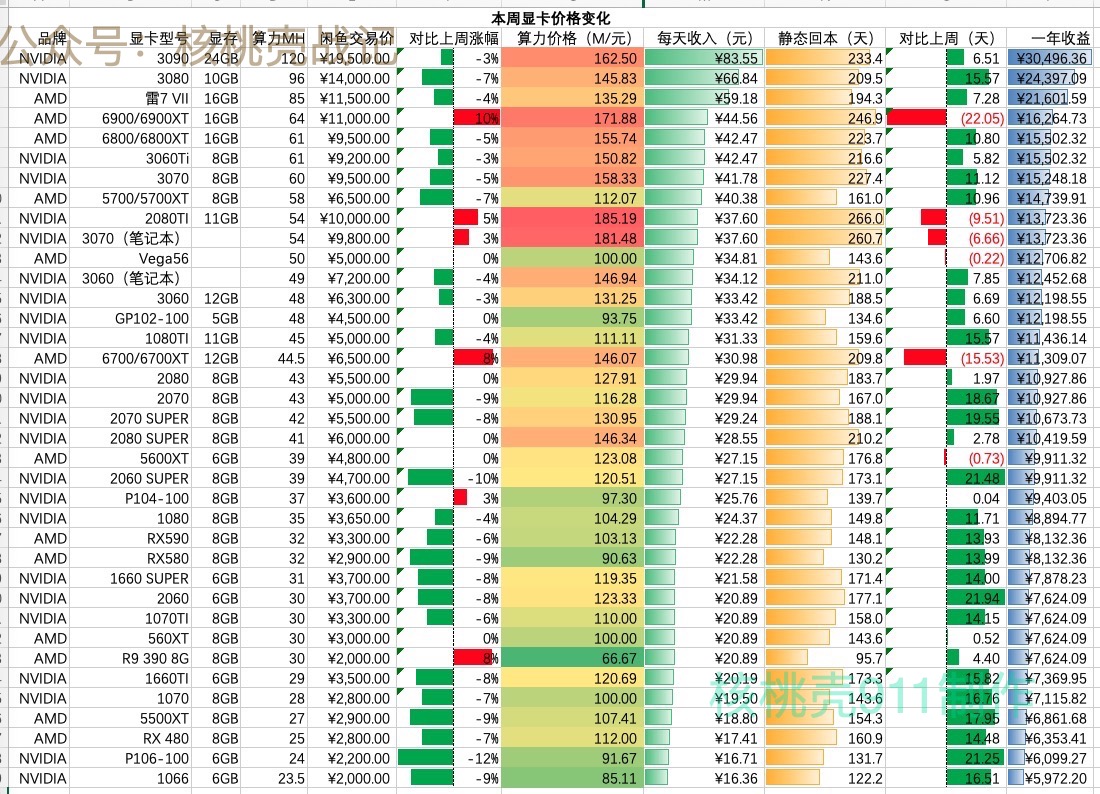 本周显卡价格变化
公众号：核桃壳战记
品牌 显卡型号 显存 算力MH 闲鱼交易价 对比上周涨幅 算力价格（M/元） 每天收入（元） 静态回本（天） 对比上周（天） 一年收益
NVIDIA 3090 24GB 120 ¥19,500.00 -3% 162.50 ¥83.55 233.4 6.51 ¥30,496.36
NVIDIA 3080 10GB 96 ¥14,000.00 -7% 145.83 ¥66.84 209.5 15.57 ¥24,397.09
AMD 雷7 VII 16GB 85 ¥11,500.00 -4% 135.29 ¥59.18 194.3 7.28 ¥21,601.59
AMD 6900/6900XT 16GB 64 ¥11,000.00 10% 171.88 ¥44.56 246.9 (22.05) ¥16,264.73
AMD 6800/6800XT 16GB 61 ¥9,500.00 -5% 155.74 ¥42.47 223.7 10.80 ¥15,502.32
NVIDIA 3060Ti 8GB 61 ¥9,200.00 -3% 150.82 ¥42.47 216.6 5.82 ¥15,502.32
NVIDIA 3070 8GB 60 ¥9,500.00 -5% 158.33 ¥41.78 227.4 11.12 ¥15,248.18
AMD 5700/5700XT 8GB 58 ¥6,500.00 -7% 112.07 ¥40.38 161.0 10.96 ¥14,739.91
NVIDIA 2080TI 11GB 54 ¥10,000.00 5% 185.19 ¥37.60 266.0 (9.51) ¥13,723.36
NVIDIA 3070（笔记本） 54 ¥9,800.00 3% 181.48 ¥37.60 260.7 (6.66) ¥13,723.36
AMD Vega56 50 ¥5,000.00 0% 100.00 ¥34.81 143.6 (0.22) ¥12,706.82
NVIDIA 3060（笔记本） 49 ¥7,200.00 -4% 146.94 ¥34.12 211.0 7.85 ¥12,452.68
NVIDIA 3060 12GB 48 ¥6,300.00 -3% 131.25 ¥33.42 188.5 6.69 ¥12,198.55
NVIDIA GP102-100 5GB 48 ¥4,500.00 0% 93.75 ¥33.42 134.6 6.60 ¥12,198.55
NVIDIA 1080TI 11GB 45 ¥5,000.00 -4% 111.11 ¥31.33 159.6 15.57 ¥11,436.14
AMD 6700/6700XT 12GB 44.5 ¥6,500.00 8% 146.07 ¥30.98 209.8 (15.53) ¥11,309.07
NVIDIA 2080 8GB 43 ¥5,500.00 0% 127.91 ¥29.94 183.7 1.97 ¥10,927.86
NVIDIA 2070 8GB 43 ¥5,000.00 -9% 116.28 ¥29.94 167.0 18.67 ¥10,927.86
NVIDIA 2070 SUPER 8GB 42 ¥5,500.00 -8% 130.95 ¥29.24 188.1 19.55 ¥10,673.73
NVIDIA 2080 SUPER 8GB 41 ¥6,000.00 0% 146.34 ¥28.55 210.2 2.78 ¥10,419.59
AMD 5600XT 6GB 39 ¥4,800.00 0% 123.08 ¥27.15 176.8 (0.73) ¥9,911.32
NVIDIA 2060 SUPER 8GB 39 ¥4,700.00 -10% 120.51 ¥27.15 173.1 21.48 ¥9,911.32
NVIDIA P104-100 8GB 37 ¥3,600.00 3% 97.30 ¥25.76 139.7 0.04 ¥9,403.05
NVIDIA 1080 8GB 35 ¥3,650.00 -4% 104.29 ¥24.37 149.8 11.71 ¥8,894.77
AMD RX590 8GB 32 ¥3,300.00 -6% 103.13 ¥22.28 148.1 13.93 ¥8,132.36
AMD RX580 8GB 32 ¥2,900.00 -9% 90.63 ¥22.28 130.2 13.99 ¥8,132.36
NVIDIA 1660 SUPER 6GB 31 ¥3,700.00 -8% 119.35 ¥21.58 171.4 14.00 ¥7,878.23
NVIDIA 2060 6GB 30 ¥3,700.00 -8% 123.33 ¥20.89 177.1 21.94 ¥7,624.09
NVIDIA 1070TI 8GB 30 ¥3,300.00 -6% 110.00 ¥20.89 158.0 14.15 ¥7,624.09
AMD 560XT 8GB 30 ¥3,000.00 0% 100.00 ¥20.89 143.6 0.52 ¥7,624.09
AMD R9 390 8G 8GB 30 ¥2,000.00 8% 66.67 ¥20.89 95.7 4.40 ¥7,624.09
NVIDIA 1660TI 6GB 29 ¥3,500.00 -8% 120.69 ¥20.19 173.3 15.82 ¥7,369.95
NVIDIA 1070 8GB 28 ¥2,800.00 -7% 100.00 ¥19.50 143.6 16.76 ¥7,115.82
核桃壳911制作
AMD 5500XT 8GB 27 ¥2,900.00 -9% 107.41 ¥18.80 154.3 17.95 ¥6,861.68
AMD RX 480 8GB 25 ¥2,800.00 -7% 112.00 ¥17.41 160.9 14.48 ¥6,353.41
NVIDIA P106-100 6GB 24 ¥2,200.00 -12% 91.67 ¥16.71 131.7 21.25 ¥6,099.27
NVIDIA 1066 6GB 23.5 ¥2,000.00 -9% 85.11 ¥16.36 122.2 16.51 ¥5,972.20